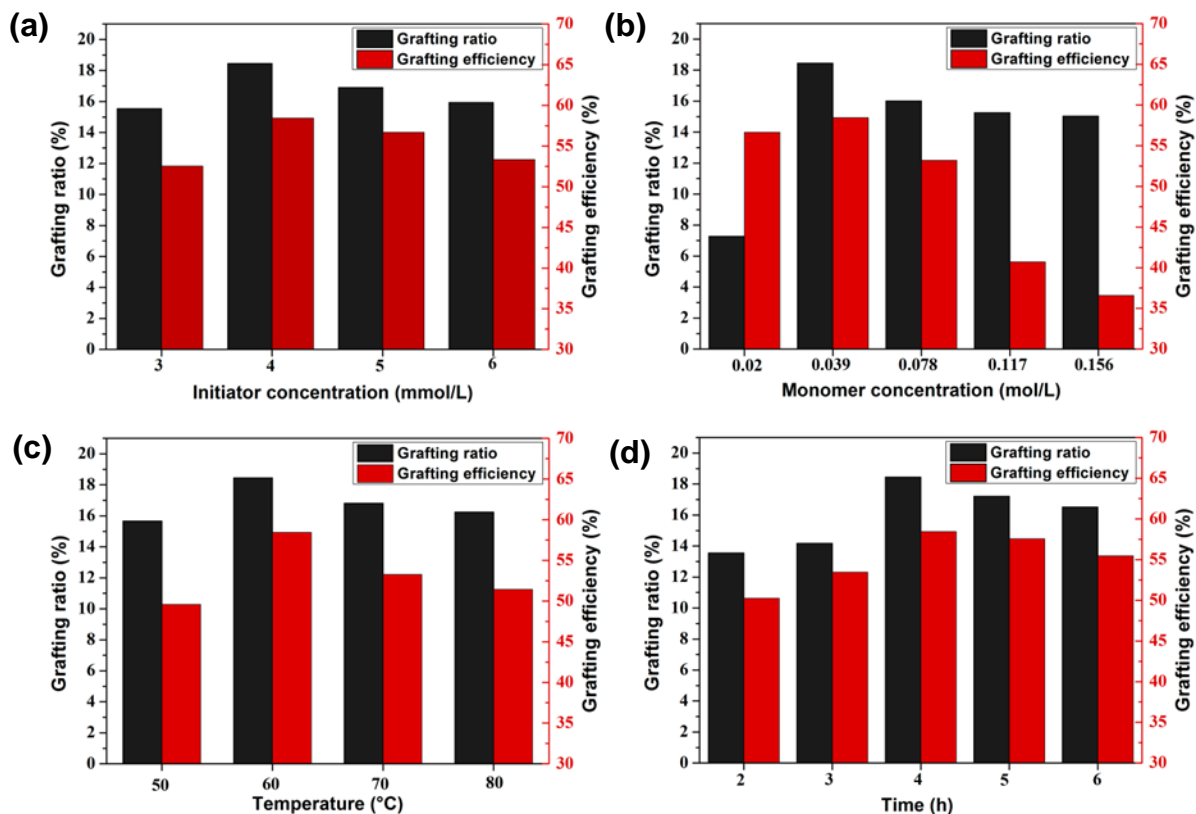 (a)
Grafting ratio
Grafting efficiency
Grafting ratio (%)
20
18
16
14
12
10
8
6
4
2
0
70
65
60
55
50
45
40
35
30
Grafting efficiency (%)
3 4 5 6
Initiator concentration (mmol/L)
(b)
Grafting ratio
Grafting efficiency
Grafting ratio (%)
20
18
16
14
12
10
8
6
4
2
0
70
65
60
55
50
45
40
35
30
Grafting efficiency (%)
0.02 0.039 0.078 0.117 0.156
Monomer concentration (mol/L)
(c)
Grafting ratio
Grafting efficiency
Grafting ratio (%)
20
18
16
14
12
10
8
6
4
2
0
70
65
60
55
50
45
40
35
30
Grafting efficiency (%)
50 60 70 80
Temperature (°C)
(d)
Grafting ratio
Grafting efficiency
Grafting ratio (%)
20
18
16
14
12
10
8
6
4
2
0
70
65
60
55
50
45
40
35
30
Grafting efficiency (%)
2 3 4 5 6
Time (h)